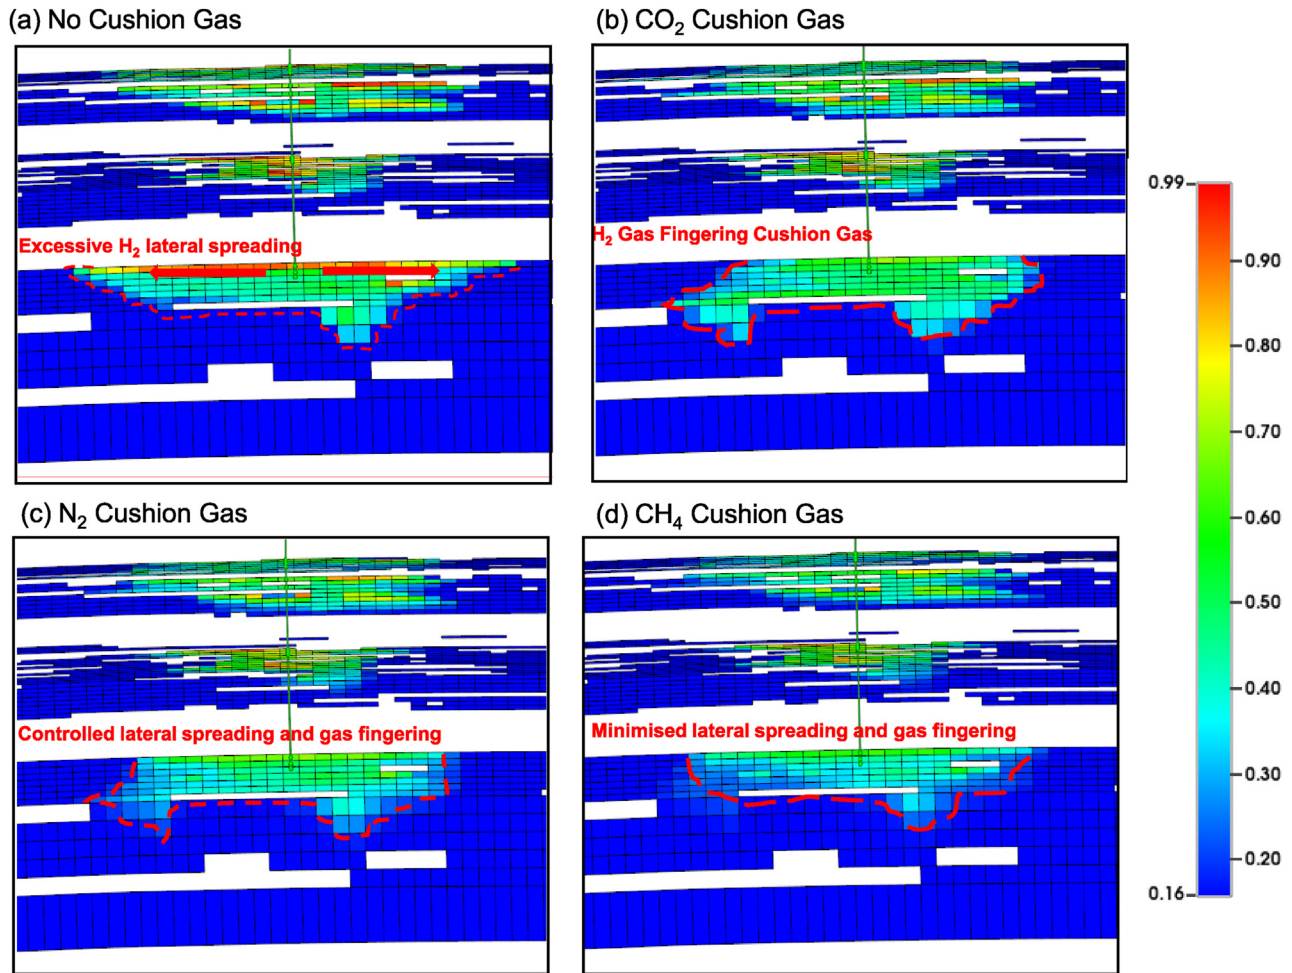 (a) No Cushion Gas
(b) CO₂ Cushion Gas
Excessive H₂ lateral spreading
H₂ Gas Fingering Cushion Gas
(c) N₂ Cushion Gas
(d) CH₄ Cushion Gas
Controlled lateral spreading and gas fingering
Minimised lateral spreading and gas fingering
0.99
0.90
0.80
0.70
0.60
0.50
0.40
0.30
0.20
0.16